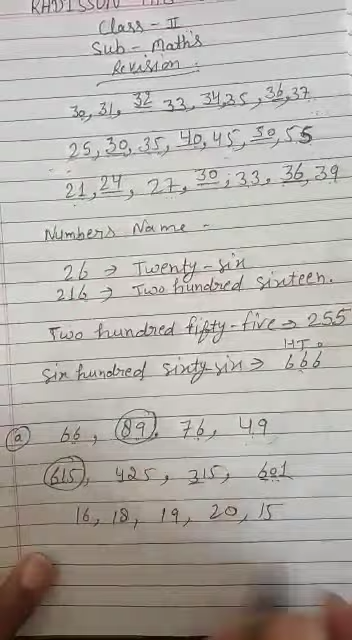 RADISSON
Class - II
Sub - Math's
Revision :
30, 31, 32 33, 34, 35, 36, 37
25, 30, 35, 40, 45, 50, 55
21, 24, 27, 30, 33, 36, 39
Numbers Name -
26 → Twenty-six
216 → Two hundred sixteen.
Two hundred fifty-five → 255
H T O
Six hundred sixty-six → 666
(a) 66, 89, 76, 49
615, 425, 315, 601
16, 18, 19, 20, 15